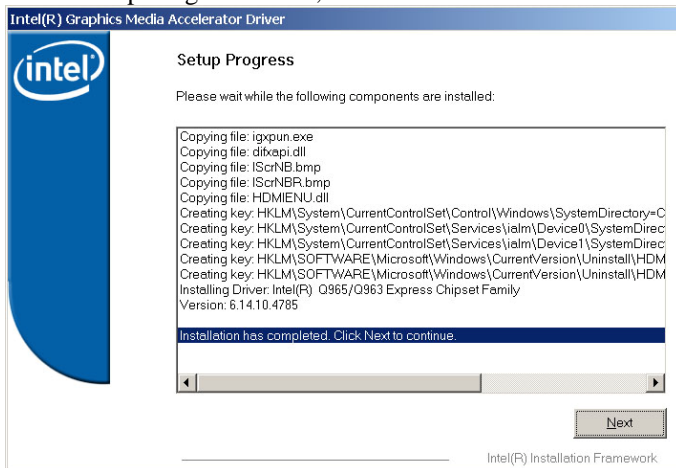 Intel(R) Graphics Media Accelerator Driver
intel
Setup Progress
Please wait while the following components are installed:
Copying file: igxpun.exe
Copying file: difxapi.dll
Copying file: IScrNB.bmp
Copying file: IScrNBR.bmp
Copying file: HDMIENU.dll
Creating key: HKLM\System\CurrentControlSet\Control\Windows\SystemDirectory=C
Creating key: HKLM\System\CurrentControlSet\Services\ialm\Device0\SystemDirec
Creating key: HKLM\System\CurrentControlSet\Services\ialm\Device1\SystemDirec
Creating key: HKLM\SOFTWARE\Microsoft\Windows\CurrentVersion\Uninstall\HDM
Creating key: HKLM\SOFTWARE\Microsoft\Windows\CurrentVersion\Uninstall\HDM
Installing Driver: Intel(R) Q965/Q963 Express Chipset Family
Version: 6.14.10.4785
Installation has completed. Click Next to continue.
Next
Intel(R) Installation Framework